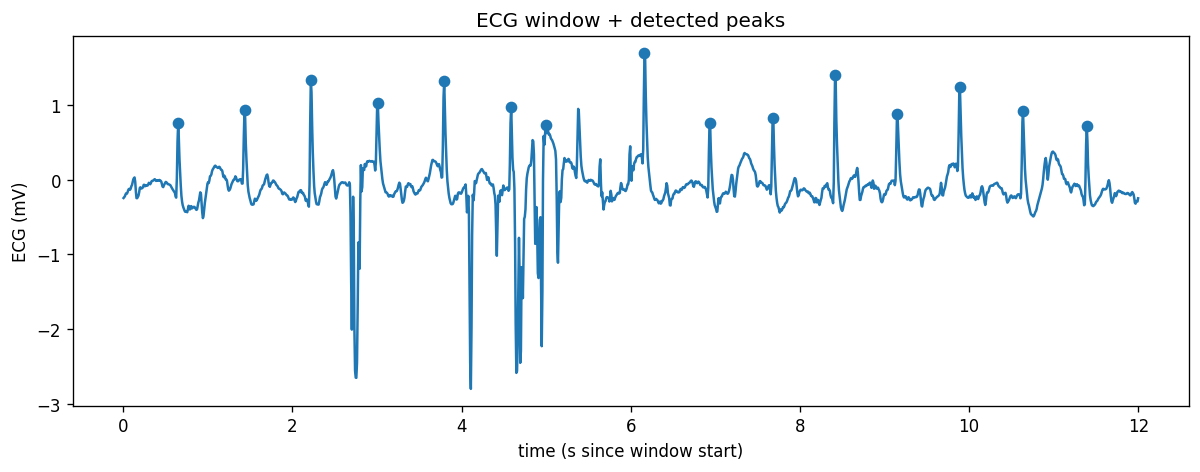 ECG window + detected peaks
ECG (mV)
1
0
−1
−2
−3
0 2 4 6 8 10 12
time (s since window start)